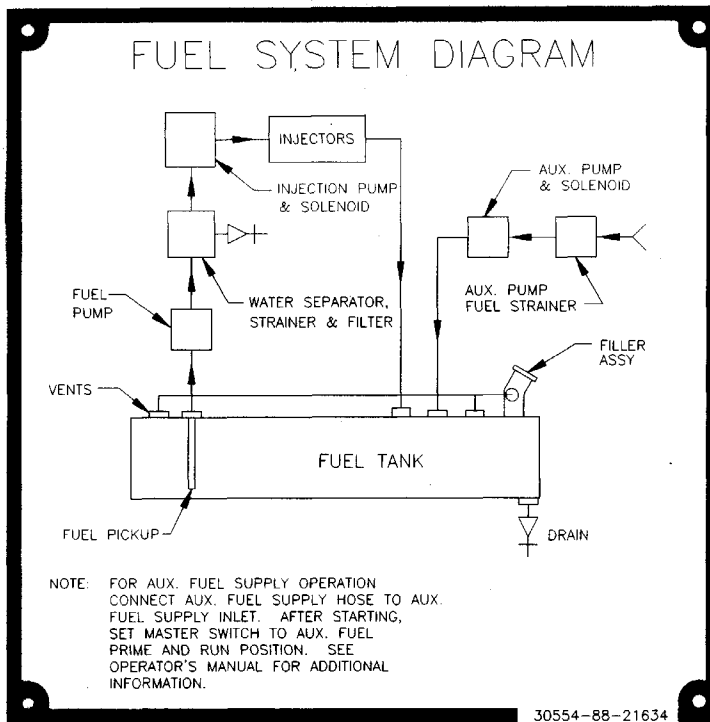 FUEL SYSTEM DIAGRAM
INJECTORS
INJECTION PUMP
& SOLENOID
AUX. PUMP
& SOLENOID
WATER SEPARATOR,
STRAINER & FILTER
AUX. PUMP
FUEL STRAINER
FUEL
PUMP
FILLER
ASSY
VENTS
FUEL TANK
FUEL PICKUP
DRAIN
NOTE: FOR AUX. FUEL SUPPLY OPERATION
CONNECT AUX. FUEL SUPPLY HOSE TO AUX.
FUEL SUPPLY INLET. AFTER STARTING,
SET MASTER SWITCH TO AUX. FUEL
PRIME AND RUN POSITION. SEE
OPERATOR'S MANUAL FOR ADDITIONAL
INFORMATION.
30554-88-21634